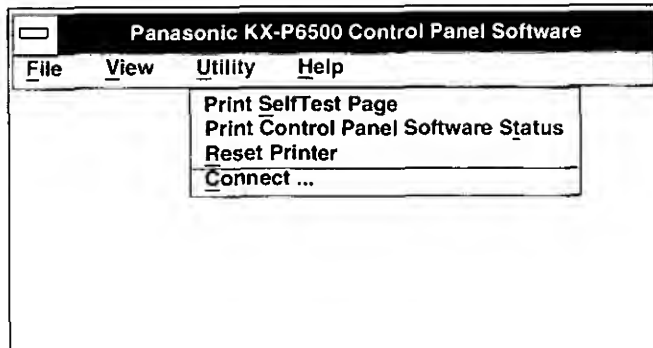 Panasonic KX-P6500 Control Panel Software
File View Utility Help
Print SelfTest Page
Print Control Panel Software Status
Reset Printer
Connect ...